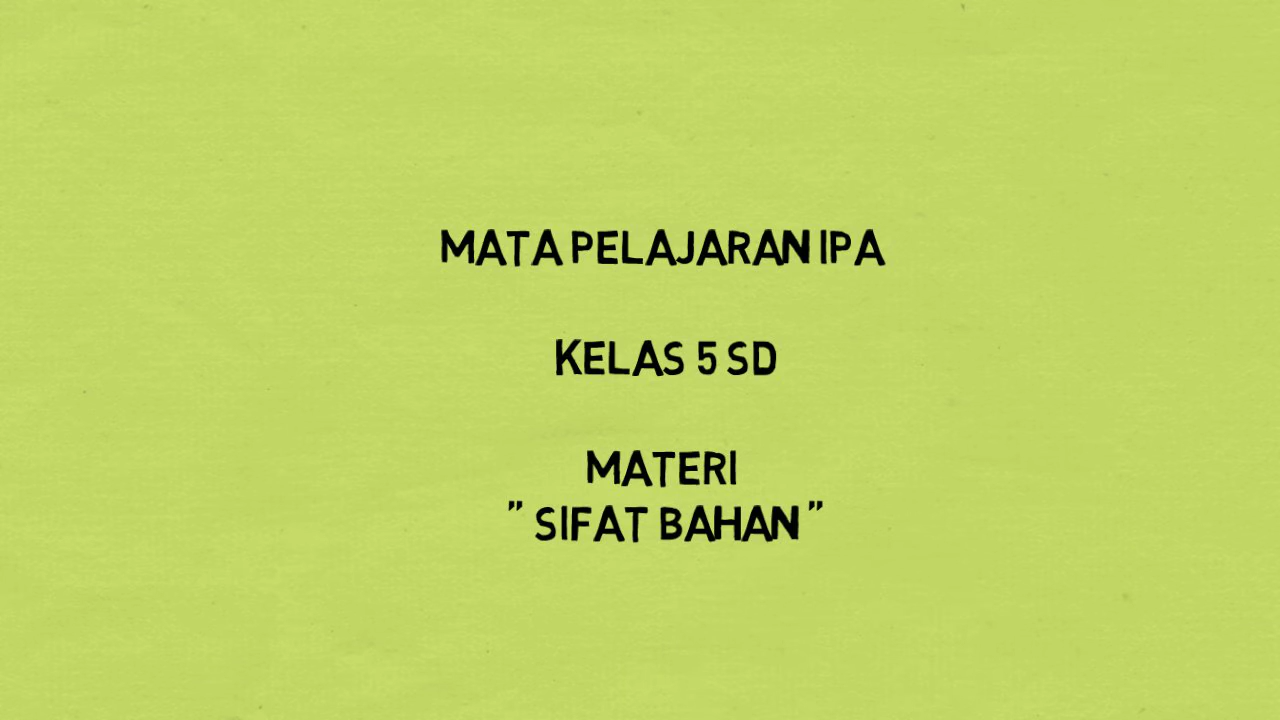 MATA PELAJARAN IPA
KELAS 5 SD
MATERI
" SIFAT BAHAN "